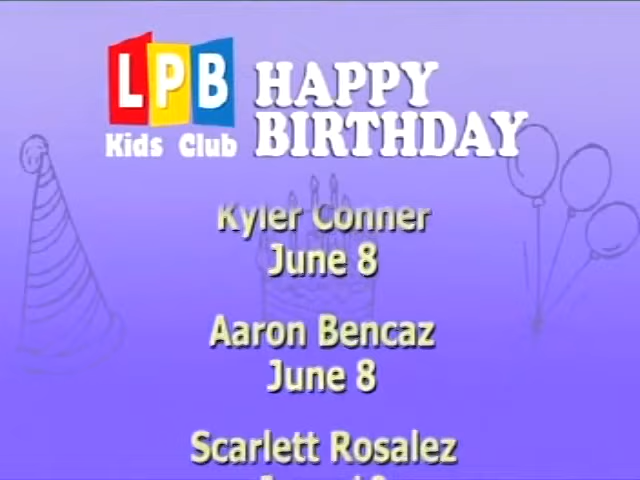 LPB
Kids Club
HAPPY
BIRTHDAY
Kyler Conner
June 8
Aaron Bencaz
June 8
Scarlett Rosalez